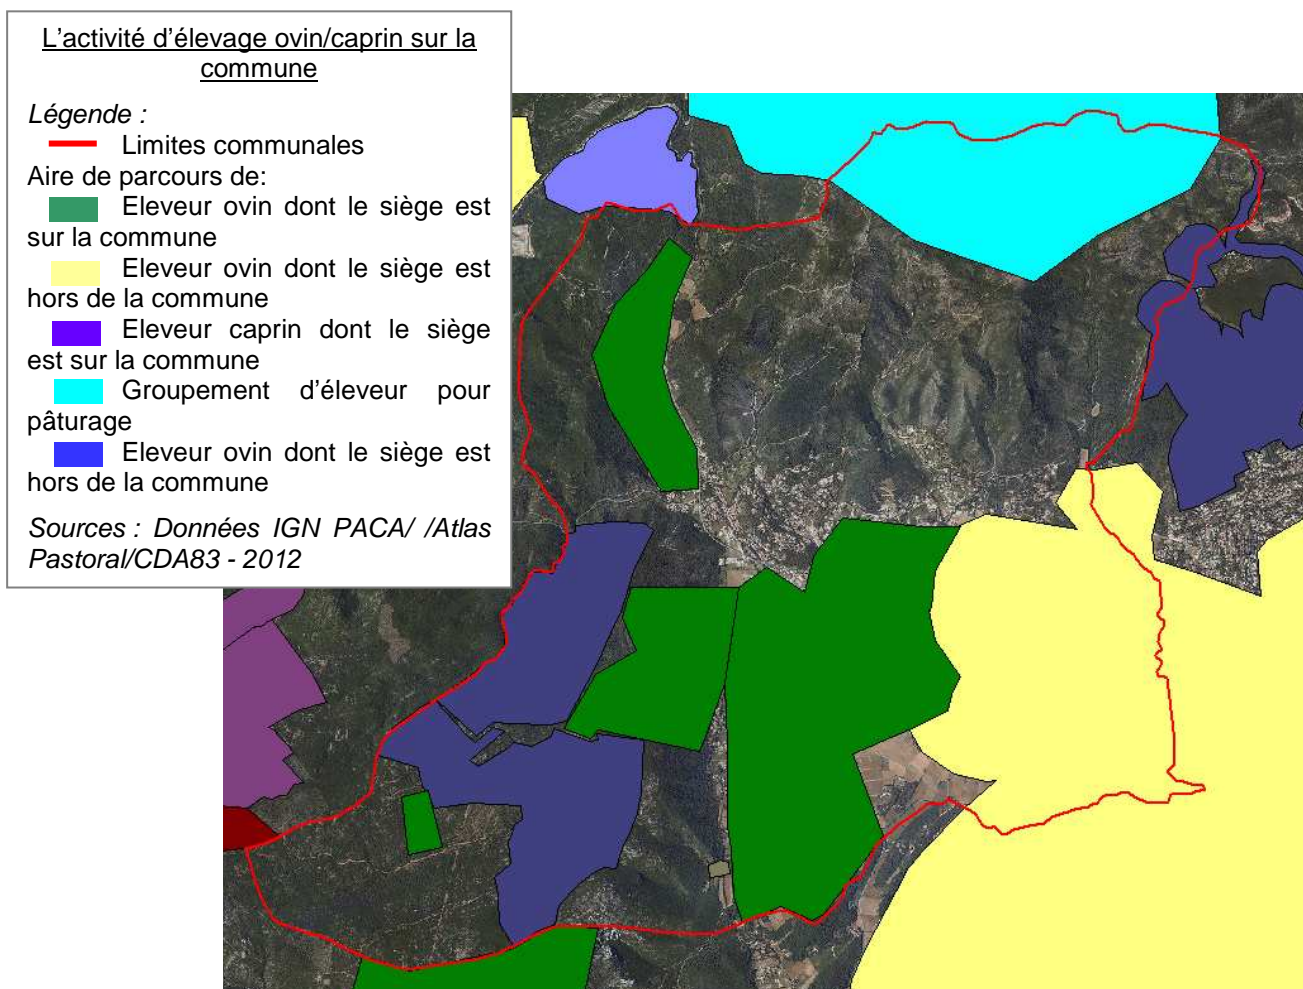 L'activité d'élevage ovin/caprin sur la
commune
Légende :
Limites communales
Aire de parcours de:
Eleveur ovin dont le siège est
sur la commune
Eleveur ovin dont le siège est
hors de la commune
Eleveur caprin dont le siège
est sur la commune
Groupement d'éleveur pour
pâturage
Eleveur ovin dont le siège est
hors de la commune
Sources : Données IGN PACA/ /Atlas
Pastoral/CDA83 - 2012